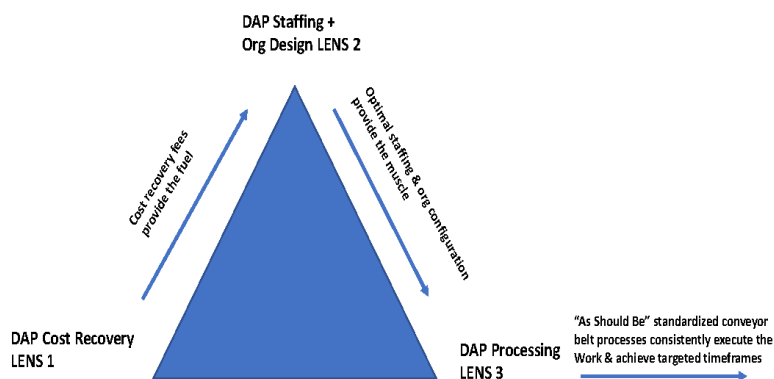 DAP Staffing +
Org Design LENS 2
Cost recovery fees
provide the fuel
Optimal staffing & org configuration
provide the muscle
DAP Cost Recovery
LENS 1
DAP Processing
LENS 3
“As Should Be” standardized conveyor
belt processes consistently execute the
Work & achieve targeted timeframes